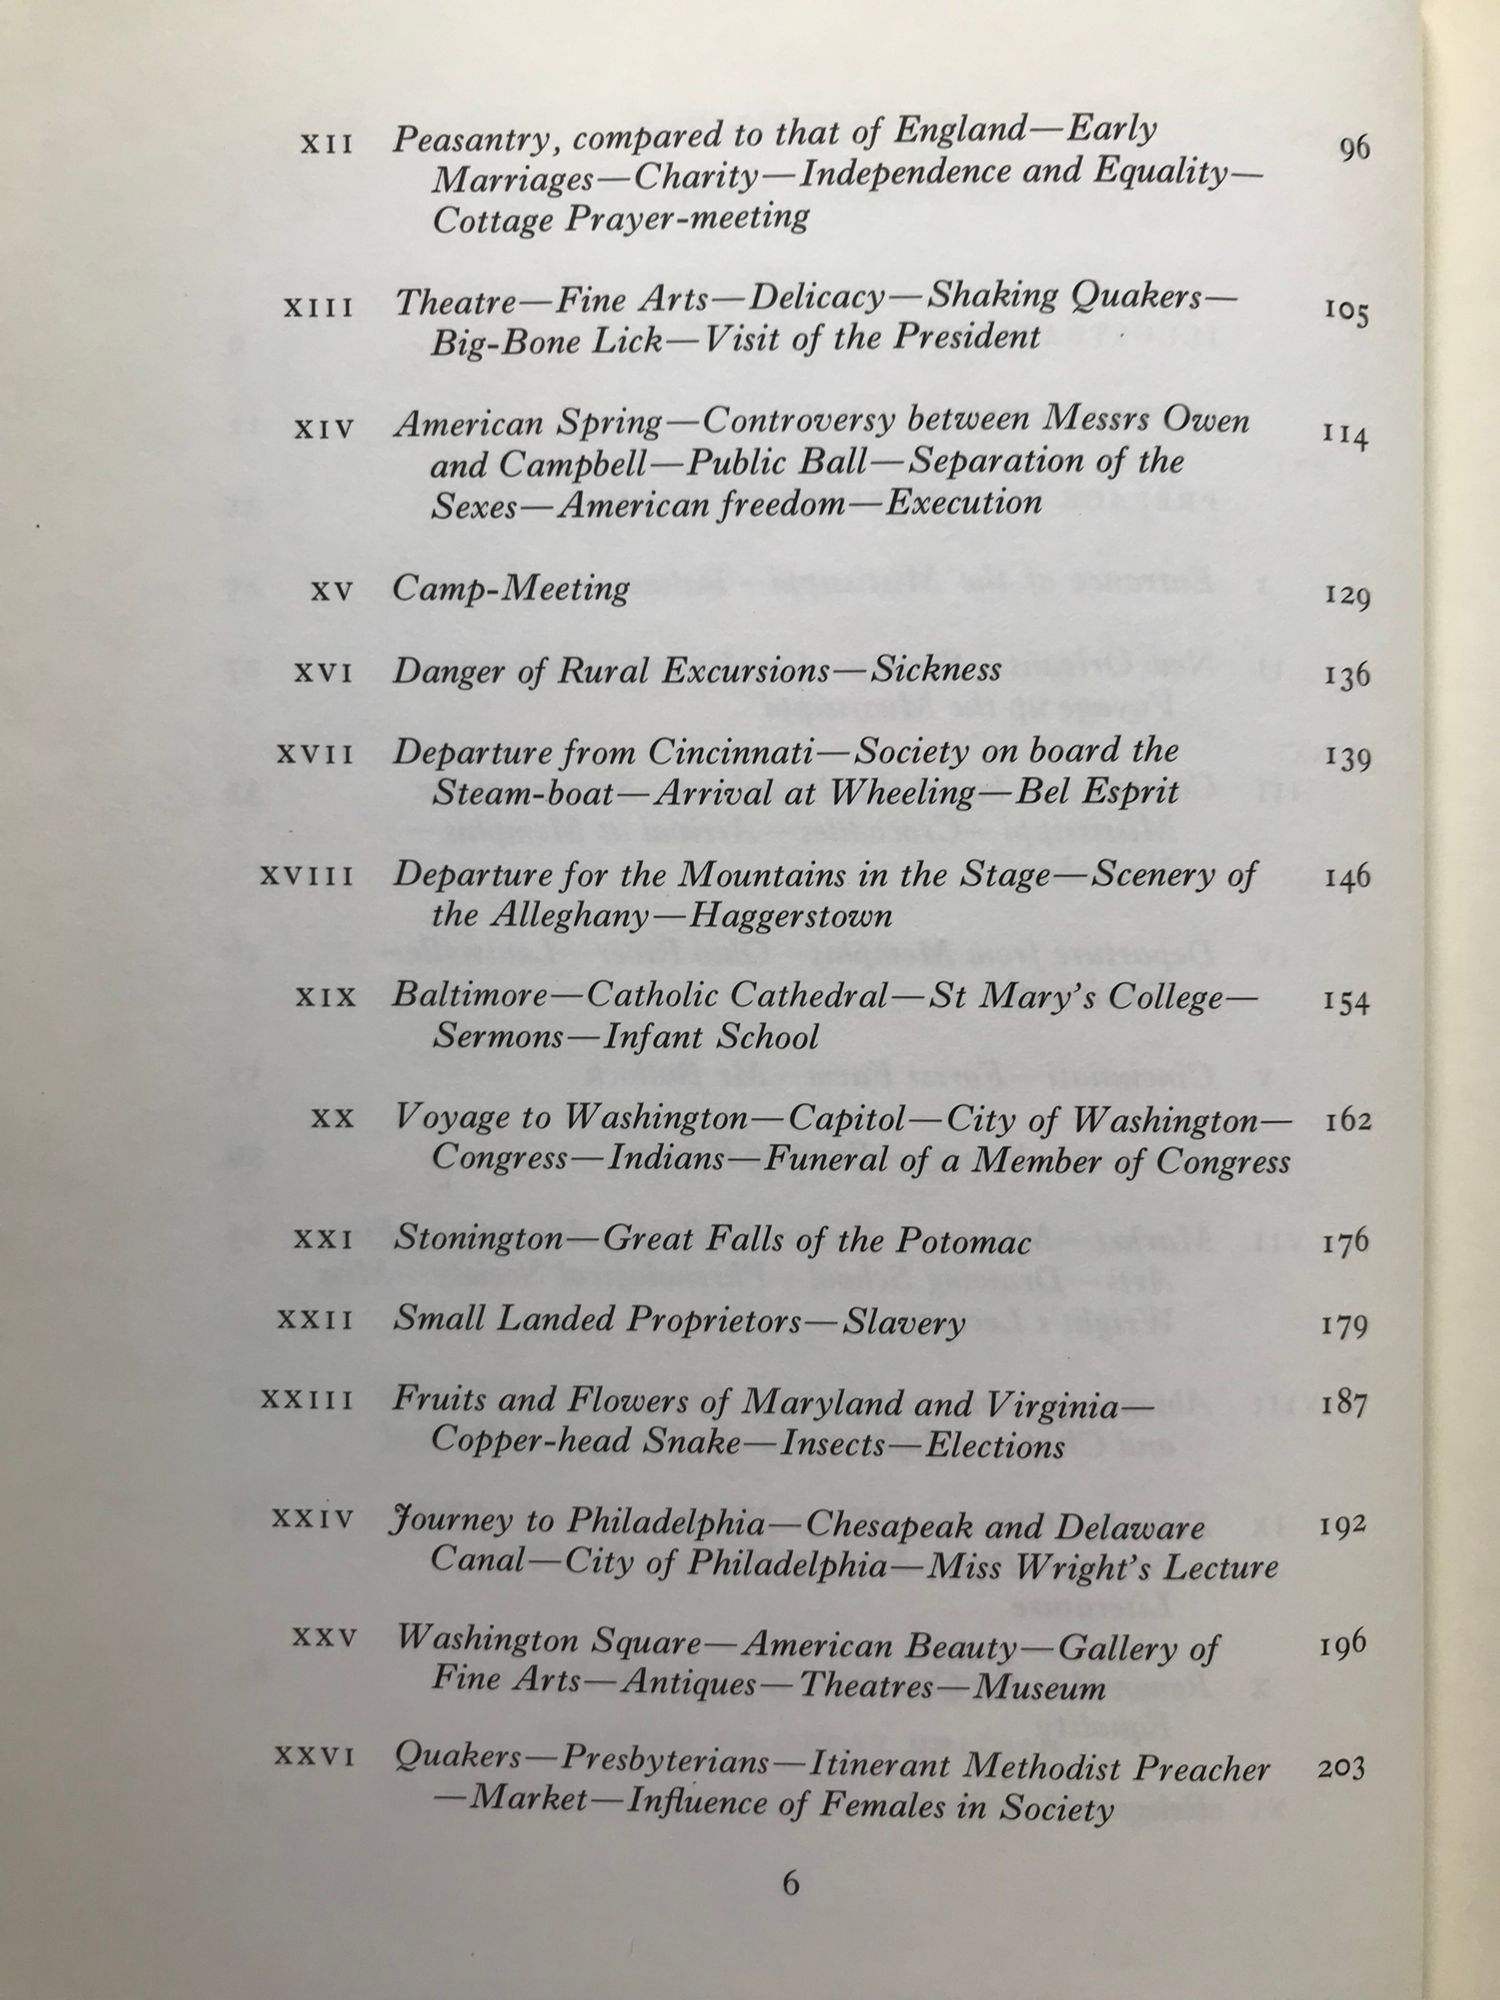 XII Peasantry, compared to that of England—Early 96
Marriages—Charity—Independence and Equality—
Cottage Prayer-meeting
XIII Theatre—Fine Arts—Delicacy—Shaking Quakers— 105
Big-Bone Lick—Visit of the President
XIV American Spring—Controversy between Messrs Owen 114
and Campbell—Public Ball—Separation of the
Sexes—American freedom—Execution
XV Camp-Meeting 129
XVI Danger of Rural Excursions—Sickness 136
XVII Departure from Cincinnati—Society on board the 139
Steam-boat—Arrival at Wheeling—Bel Esprit
XVIII Departure for the Mountains in the Stage—Scenery of 146
the Alleghany—Haggerstown
XIX Baltimore—Catholic Cathedral—St Mary's College— 154
Sermons—Infant School
XX Voyage to Washington—Capitol—City of Washington— 162
Congress—Indians—Funeral of a Member of Congress
XXI Stonington—Great Falls of the Potomac 176
XXII Small Landed Proprietors—Slavery 179
XXIII Fruits and Flowers of Maryland and Virginia— 187
Copper-head Snake—Insects—Elections
XXIV Journey to Philadelphia—Chesapeak and Delaware 192
Canal—City of Philadelphia—Miss Wright's Lecture
XXV Washington Square—American Beauty—Gallery of 196
Fine Arts—Antiques—Theatres—Museum
XXVI Quakers—Presbyterians—Itinerant Methodist Preacher 203
—Market—Influence of Females in Society
6